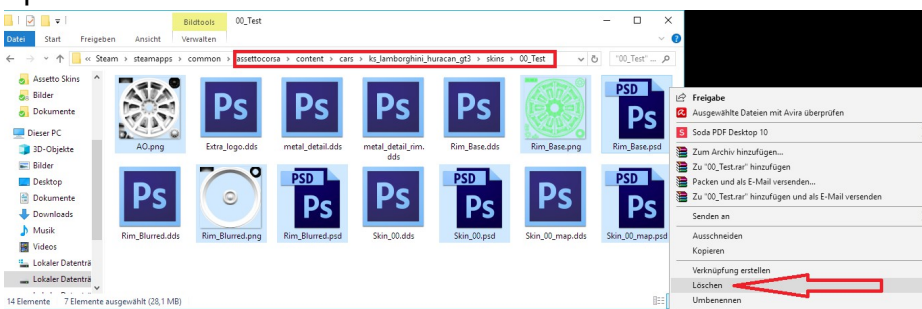 Bildtools 00_Test
Datei Start Freigeben Ansicht Verwalten
« Steam › steamapps › common › assettocorsa › content › cars › ks_lamborghini_huracan_gt3 › skins › 00_Test "00_Test" ...
Assetto Skins
Bilder
Dokumente
Dieser PC
3D-Objekte
Bilder
Desktop
Dokumente
Downloads
Musik
Videos
Lokaler Datenträ
Lokaler Datenträ
Ps Ps Ps Ps PSD Ps
AO.png Extra_logo.dds metal_detail.dds metal_detail_rim. Rim_Base.dds Rim_Base.png Rim_Base.psd
dds
Ps PSD Ps Ps PSD Ps Ps PSD Ps
Rim_Blurred.dds Rim_Blurred.png Rim_Blurred.psd Skin_00.dds Skin_00.psd Skin_00_map.dds Skin_00_map.psd
14 Elemente 7 Elemente ausgewählt (28,1 MB)
Freigabe
Ausgewählte Dateien mit Avira überprüfen
S Soda PDF Desktop 10
Zum Archiv hinzufügen...
Zu "00_Test.rar" hinzufügen
Packen und als E-Mail versenden...
Zu "00_Test.rar" hinzufügen und als E-Mail versenden
Senden an
Ausschneiden
Kopieren
Verknüpfung erstellen
Löschen
Umbenennen